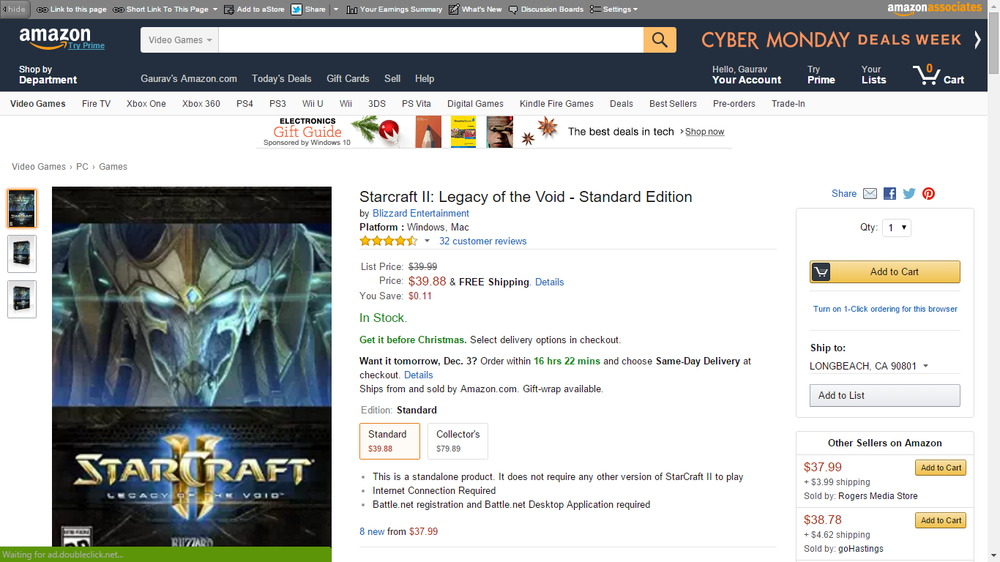 hide Link to this page Short Link To This Page Add to aStore Share Your Earnings Summary What's New Discussion Boards Settings amazonassociates
amazon Try Prime
Video Games
CYBER MONDAY DEALS WEEK
Shop by
Department
Gaurav's Amazon.com Today's Deals Gift Cards Sell Help
Hello, Gaurav
Your Account
Try
Prime
Your
Lists
0
Cart
Video Games Fire TV Xbox One Xbox 360 PS4 PS3 Wii U Wii 3DS PS Vita Digital Games Kindle Fire Games Deals Best Sellers Pre-orders Trade-In
ELECTRONICS
Gift Guide
Sponsored by Windows 10
The best deals in tech › Shop now
Video Games › PC › Games
STARCRAFT
II
LEGACY OF THE VOID
BLIZZARD
Starcraft II: Legacy of the Void - Standard Edition
by Blizzard Entertainment
Platform : Windows, Mac
32 customer reviews
List Price: $39.99
Price: $39.88 & FREE Shipping. Details
You Save: $0.11
In Stock.
Get it before Christmas. Select delivery options in checkout.
Want it tomorrow, Dec. 3? Order within 16 hrs 22 mins and choose Same-Day Delivery at
checkout. Details
Ships from and sold by Amazon.com. Gift-wrap available.
Edition: Standard
Standard
$39.88
Collector's
$79.89
This is a standalone product. It does not require any other version of StarCraft II to play
Internet Connection Required
Battle.net registration and Battle.net Desktop Application required
8 new from $37.99
Share
Qty: 1
Add to Cart
Turn on 1-Click ordering for this browser
Ship to:
LONGBEACH, CA 90801
Add to List
Other Sellers on Amazon
$37.99 Add to Cart
+ $3.99 shipping
Sold by: Rogers Media Store
$38.78 Add to Cart
+ $4.62 shipping
Sold by: goHastings
Waiting for ad.doubleclick.net...